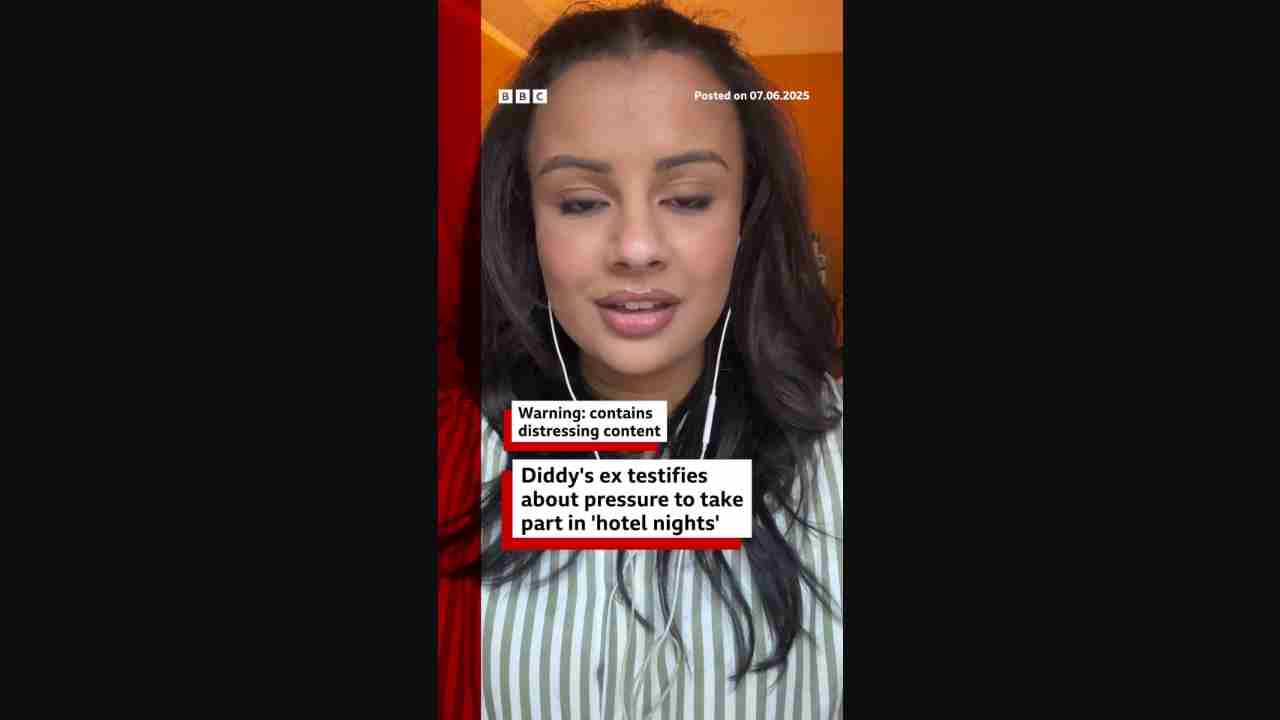 BBC
Posted on 07.06.2025
Warning: contains
distressing content
Diddy's ex testifies
about pressure to take
part in 'hotel nights'